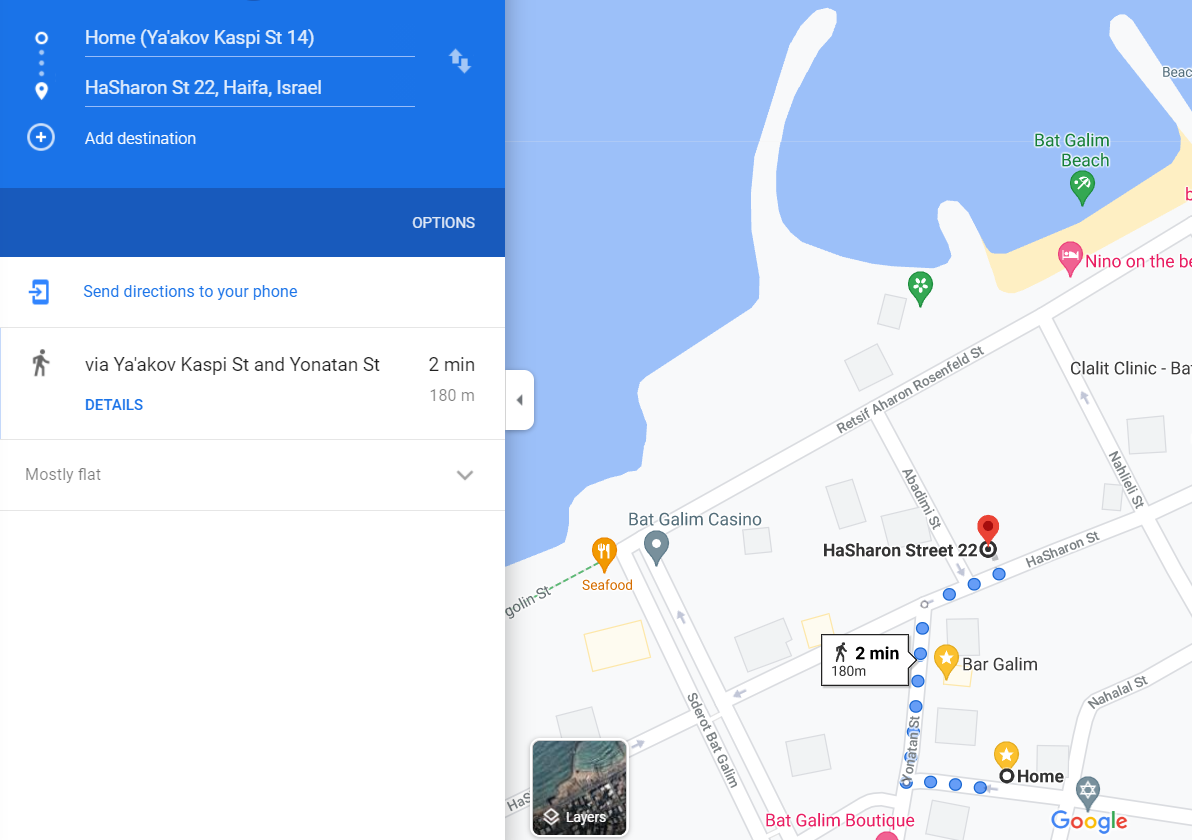 Home (Ya'akov Kaspi St 14)
HaSharon St 22, Haifa, Israel
Add destination
OPTIONS
Send directions to your phone
via Ya'akov Kaspi St and Yonatan St
2 min
180 m
DETAILS
Mostly flat
Beac
Bat Galim
Beach
b
Nino on the be
Clalit Clinic - Bat
Retsif Aharon Rosenfeld St
Abadimi St
Nahlieli St
Bat Galim Casino
HaSharon Street 22
HaSharon St
Seafood
golin St
2 min
180m
Bar Galim
Nahalal St
Sderot Bat Galim
Yonatan St
Home
HaS
Layers
Bat Galim Boutique
Google